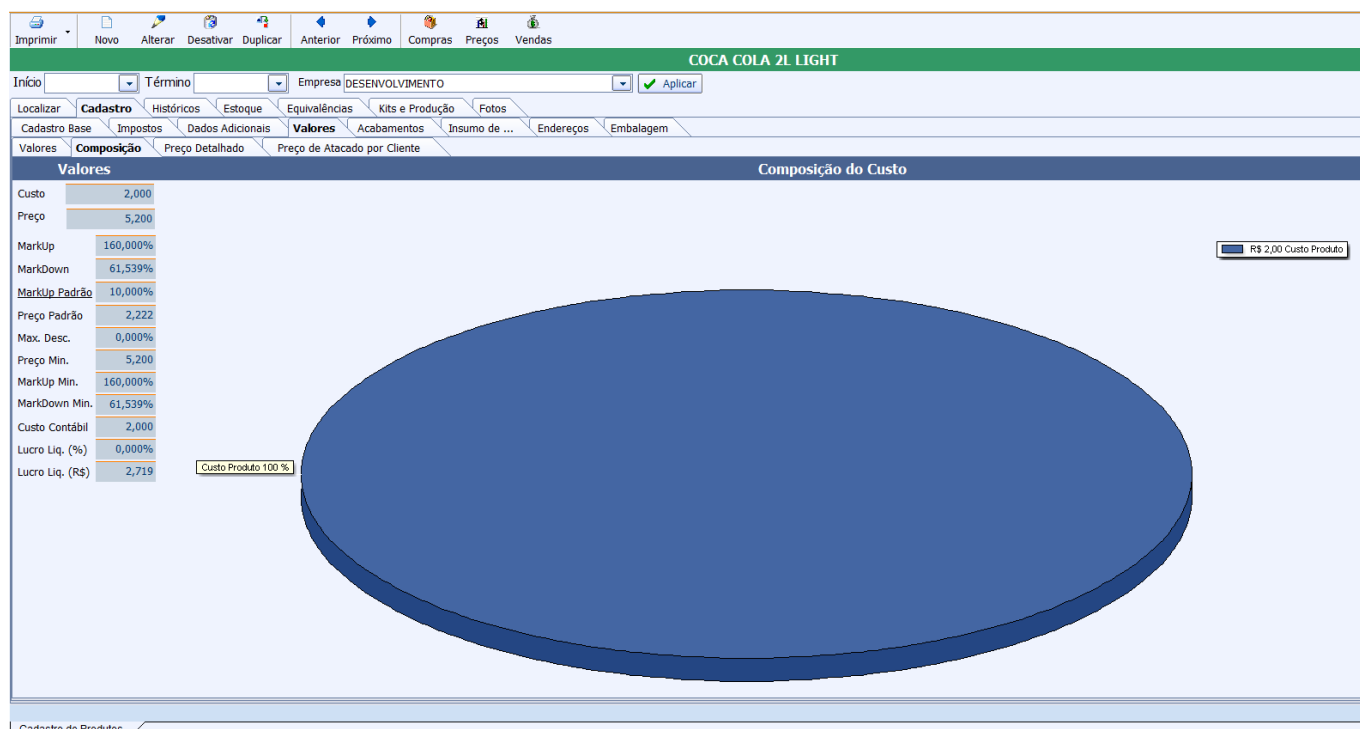 Imprimir Novo Alterar Desativar Duplicar Anterior Próximo Compras Preços Vendas
COCA COLA 2L LIGHT
Início Término Empresa DESENVOLVIMENTO Aplicar
Localizar Cadastro Históricos Estoque Equivalências Kits e Produção Fotos
Cadastro Base Impostos Dados Adicionais Valores Acabamentos Insumo de ... Endereços Embalagem
Valores Composição Preço Detalhado Preço de Atacado por Cliente
Valores Composição do Custo
Custo 2,000
Preço 5,200
MarkUp 160,000%
R$ 2,00 Custo Produto
MarkDown 61,539%
MarkUp Padrão 10,000%
Preço Padrão 2,222
Max. Desc. 0,000%
Preço Min. 5,200
MarkUp Min. 160,000%
MarkDown Min. 61,539%
Custo Contábil 2,000
Lucro Liq. (%) 0,000%
Lucro Liq. (R$) 2,719
Custo Produto 100 %
Cadastro de Produtos